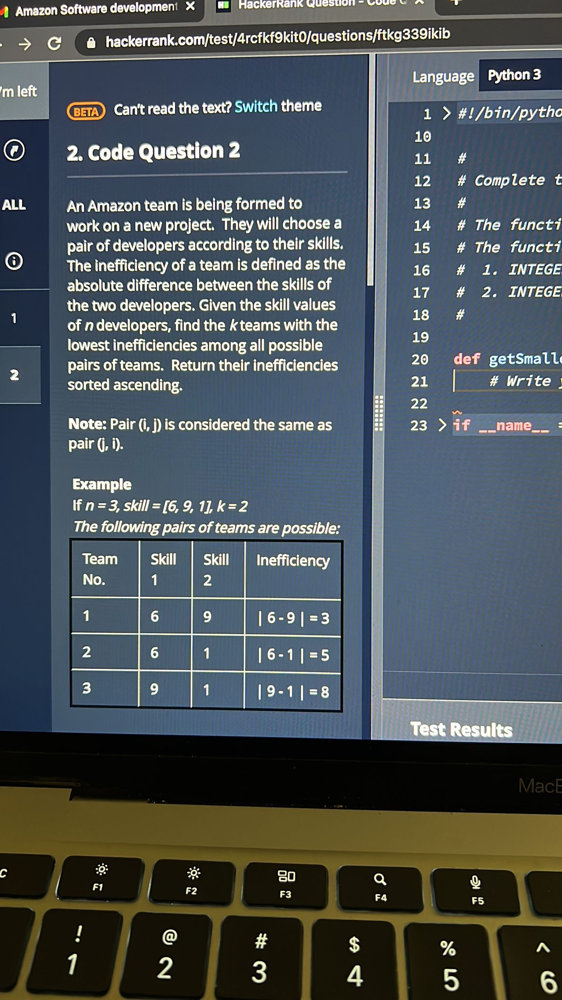 Amazon Software development
HackerRank Question - Code
hackerrank.com/test/4rcfkf9kit0/questions/ftkg339ikib
'm left
ALL
1
2
BETA Can't read the text? Switch theme
2. Code Question 2
An Amazon team is being formed to
work on a new project. They will choose a
pair of developers according to their skills.
The inefficiency of a team is defined as the
absolute difference between the skills of
the two developers. Given the skill values
of n developers, find the k teams with the
lowest inefficiencies among all possible
pairs of teams. Return their inefficiencies
sorted ascending.
Note: Pair (i, j) is considered the same as
pair (j, i).
Example
If n = 3, skill = [6, 9, 1], k = 2
The following pairs of teams are possible:
Team No. Skill 1 Skill 2 Inefficiency
1 6 9 | 6 - 9 | = 3
2 6 1 | 6 - 1 | = 5
3 9 1 | 9 - 1 | = 8
Language Python 3
1 > #!/bin/pytho
10
11 #
12 # Complete t
13 #
14 # The functi
15 # The functi
16 # 1. INTEGE
17 # 2. INTEGE
18 #
19
20 def getSmall
21 # Write
22
23 > if __name__ =
Test Results
MacB
F1 F2 F3 F4 F5
! @ # $ % ^
1 2 3 4 5 6